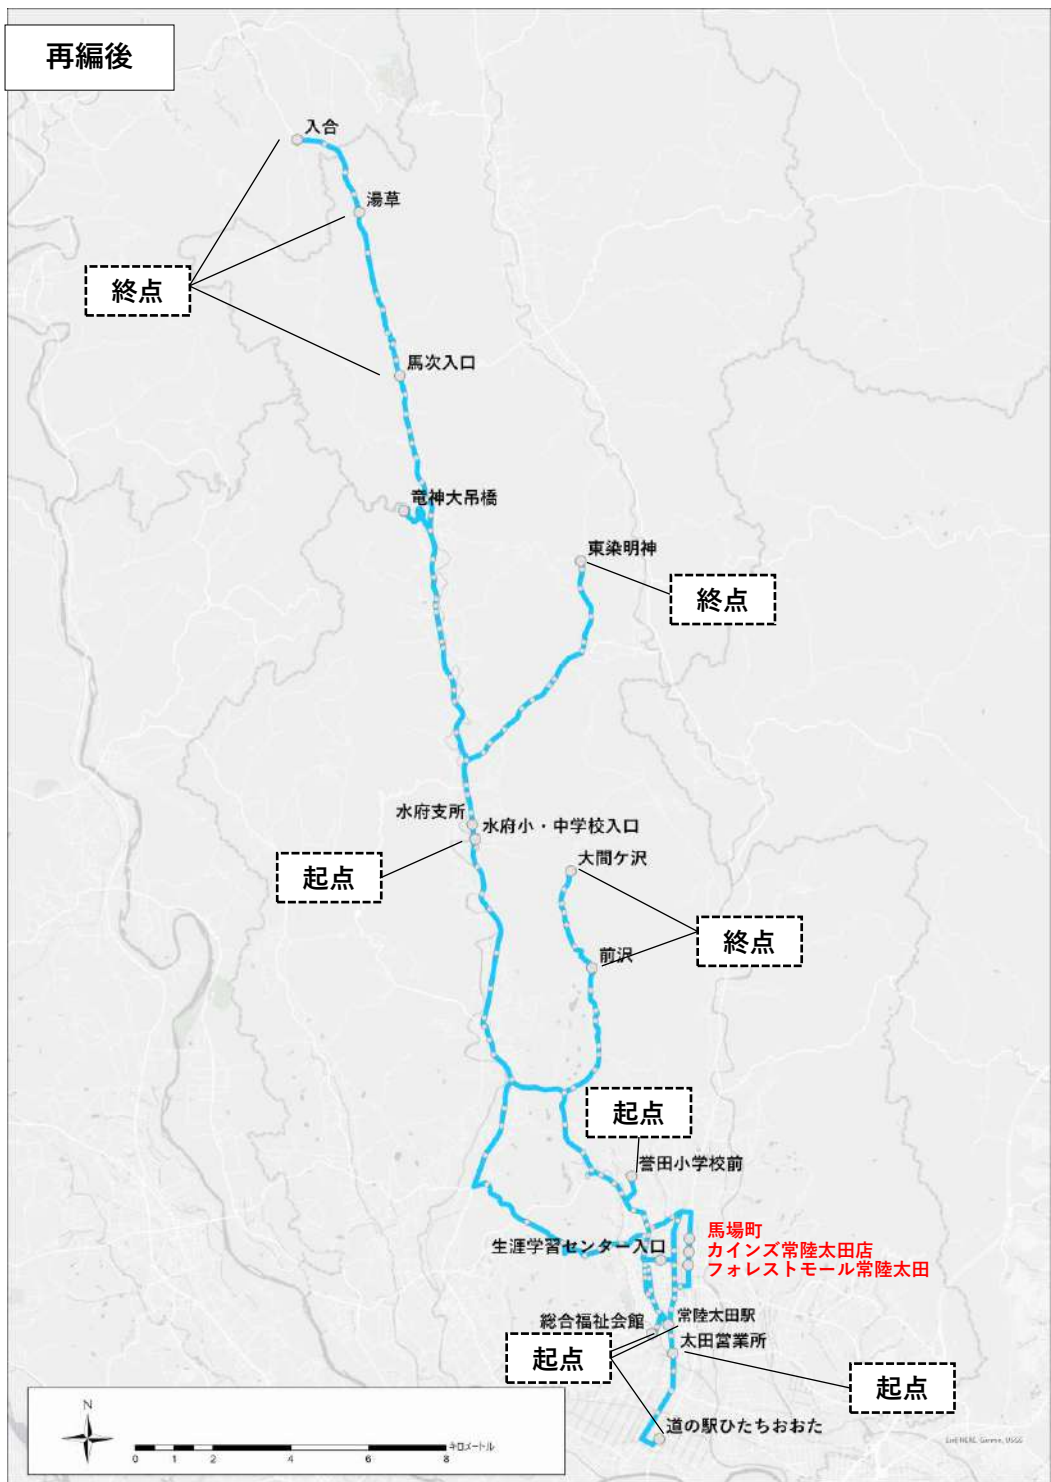 再編後
入合
湯草
終点
馬次入口
竜神大吊橋
東染明神
終点
水府支所
水府小・中学校入口
起点
大間ケ沢
終点
前沢
起点
誉田小学校前
馬場町
カインズ常陸太田店
フォレストモール常陸太田
生涯学習センター入口
総合福祉会館
常陸太田駅
太田営業所
起点
起点
道の駅ひたちおおた
N
キロメートル
0 1 2 4 6 8
Esri, HERE, Garmin, USGS